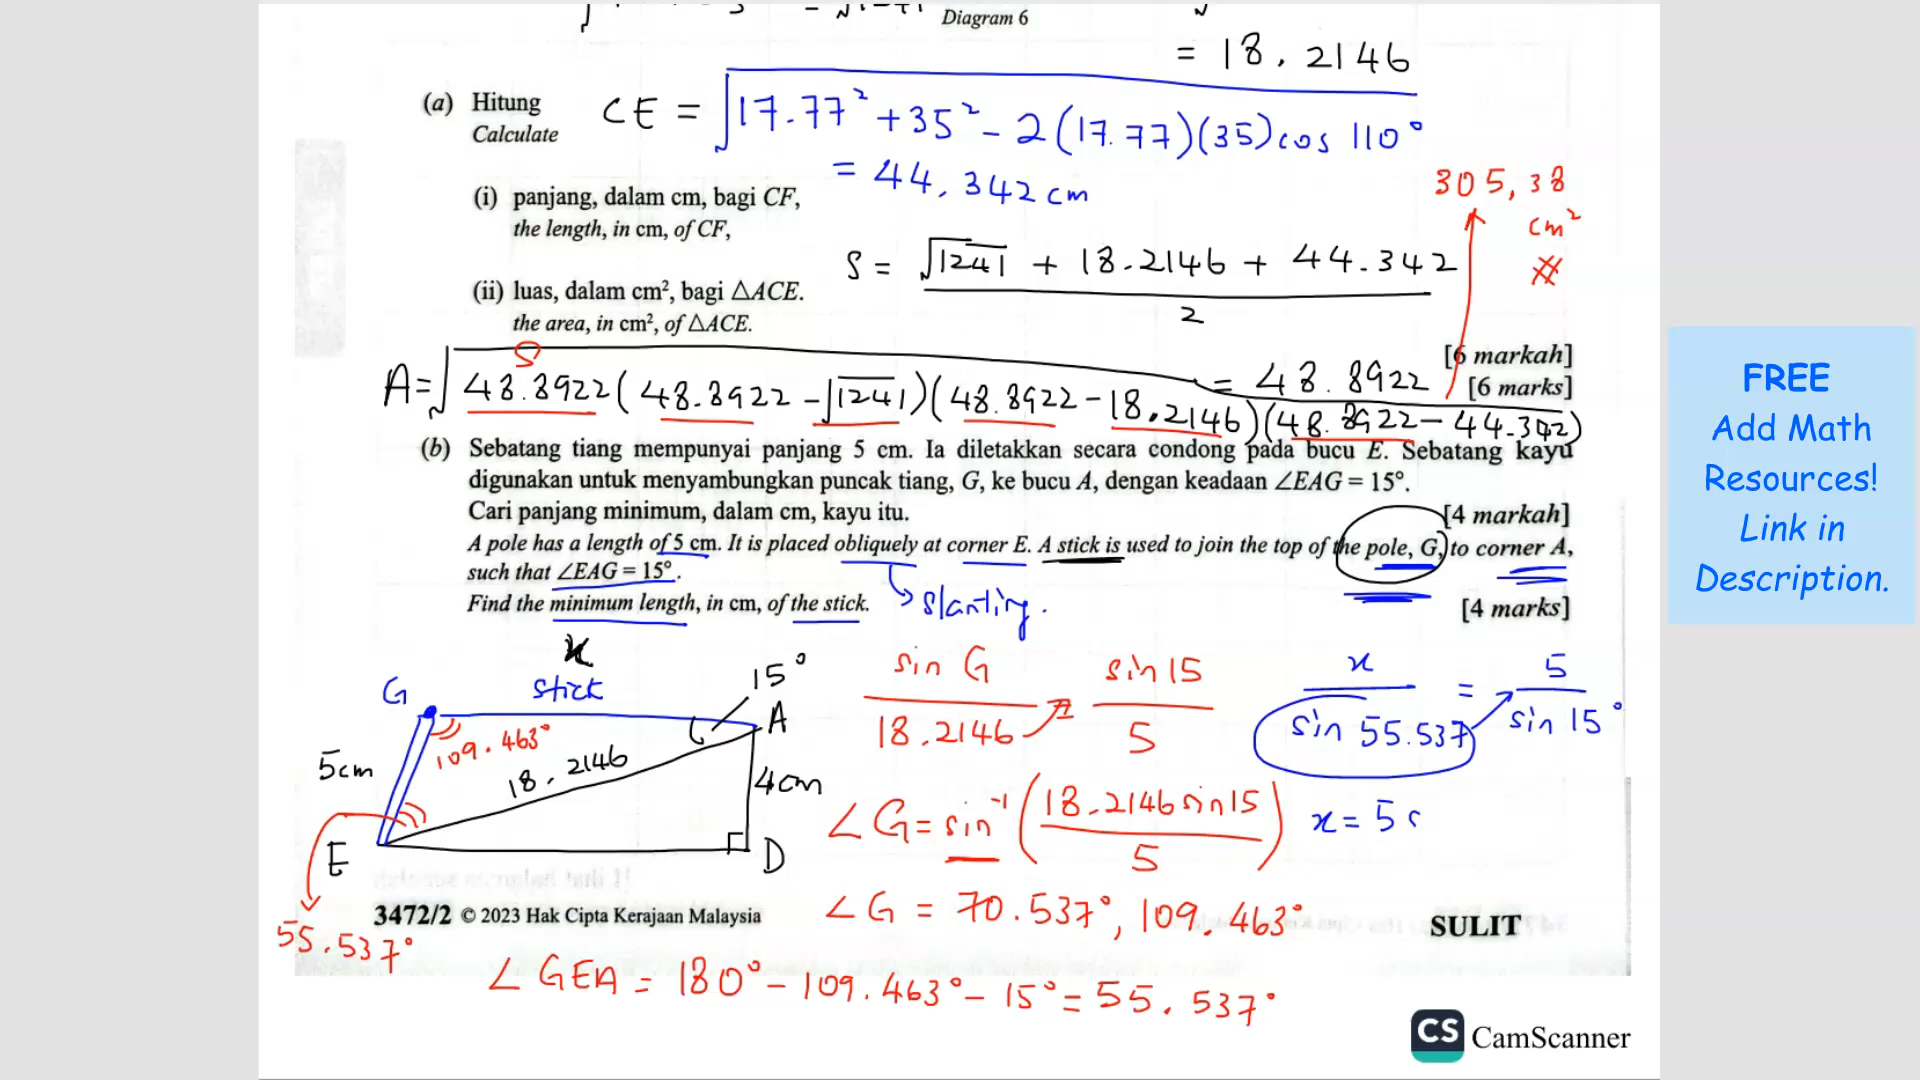 Diagram 6
= 18.2146
(a) Hitung
Calculate
CE = √17.77² + 35² - 2(17.77)(35)cos 110°
= 44.342 cm
(i) panjang, dalam cm, bagi CF,
the length, in cm, of CF,
305.38
cm²
S = √1241 + 18.2146 + 44.342
2
(ii) luas, dalam cm², bagi △ACE.
the area, in cm², of △ACE.
= 48.8922
[6 markah]
[6 marks]
S
A = √48.8922(48.8922 - √1241)(48.8922 - 18.2146)(48.8922 - 44.342)
(b) Sebatang tiang mempunyai panjang 5 cm. Ia diletakkan secara condong pada bucu E. Sebatang kayu
digunakan untuk menyambungkan puncak tiang, G, ke bucu A, dengan keadaan ∠EAG = 15°.
Cari panjang minimum, dalam cm, kayu itu.
[4 markah]
A pole has a length of 5 cm. It is placed obliquely at corner E. A stick is used to join the top of the pole, G, to corner A,
such that ∠EAG = 15°.
Find the minimum length, in cm, of the stick.
[4 marks]
slanting.
x
G stick 15° A
5cm 109.463° 18.2146 4cm
E D
55.537°
sin G / 18.2146 = sin 15 / 5
∠G = sin⁻¹ (18.2146 sin 15 / 5)
∠G = 70.537°, 109.463°
∠GEA = 180° - 109.463° - 15° = 55.537°
x / sin 55.537 = 5 / sin 15°
x = 5
3472/2 © 2023 Hak Cipta Kerajaan Malaysia
SULIT
CS CamScanner
FREE
Add Math
Resources!
Link in
Description.